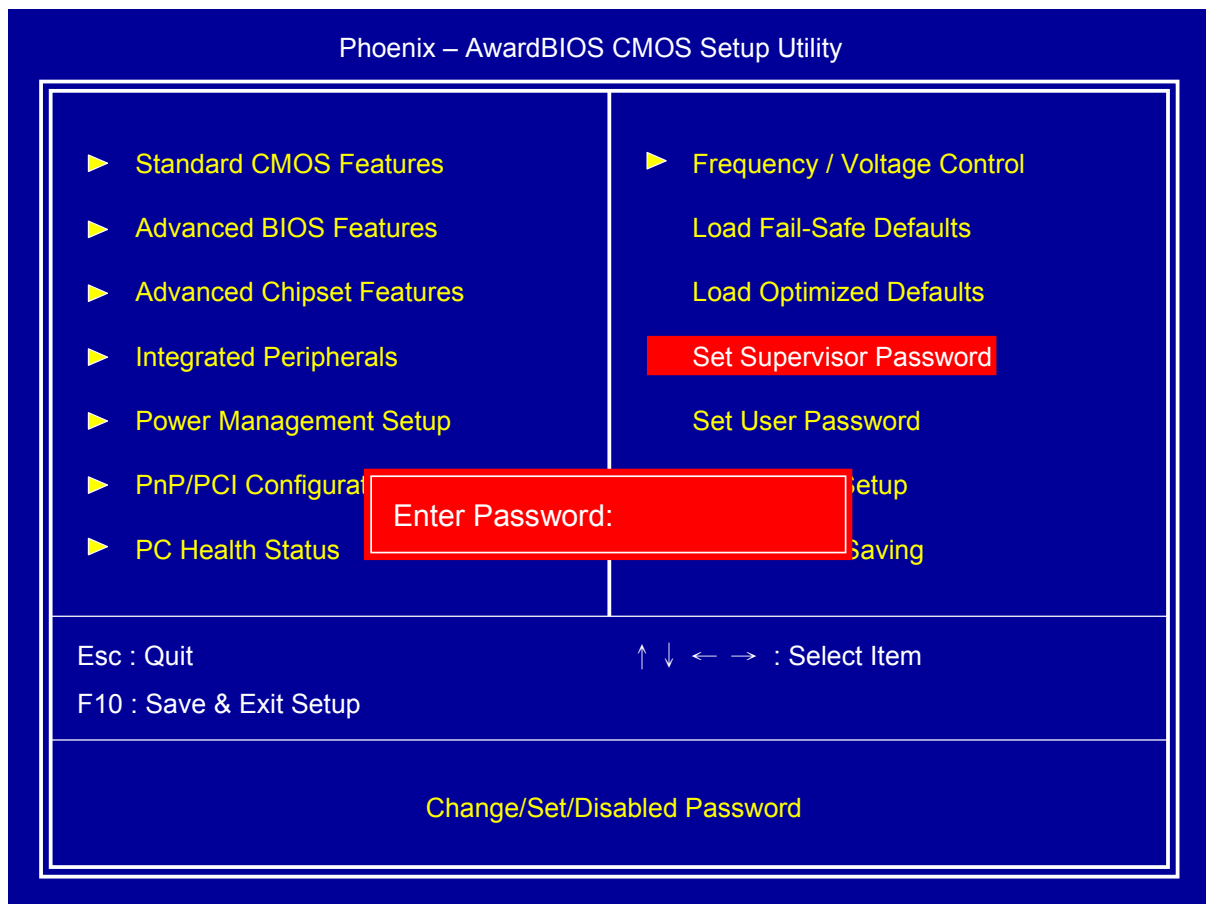 Phoenix – AwardBIOS CMOS Setup Utility
Standard CMOS Features
Advanced BIOS Features
Advanced Chipset Features
Integrated Peripherals
Power Management Setup
PnP/PCI Configurat
PC Health Status
Frequency / Voltage Control
Load Fail-Safe Defaults
Load Optimized Defaults
Set Supervisor Password
Set User Password
Setup
Saving
Enter Password:
Esc : Quit
↑ ↓ ← → : Select Item
F10 : Save & Exit Setup
Change/Set/Disabled Password